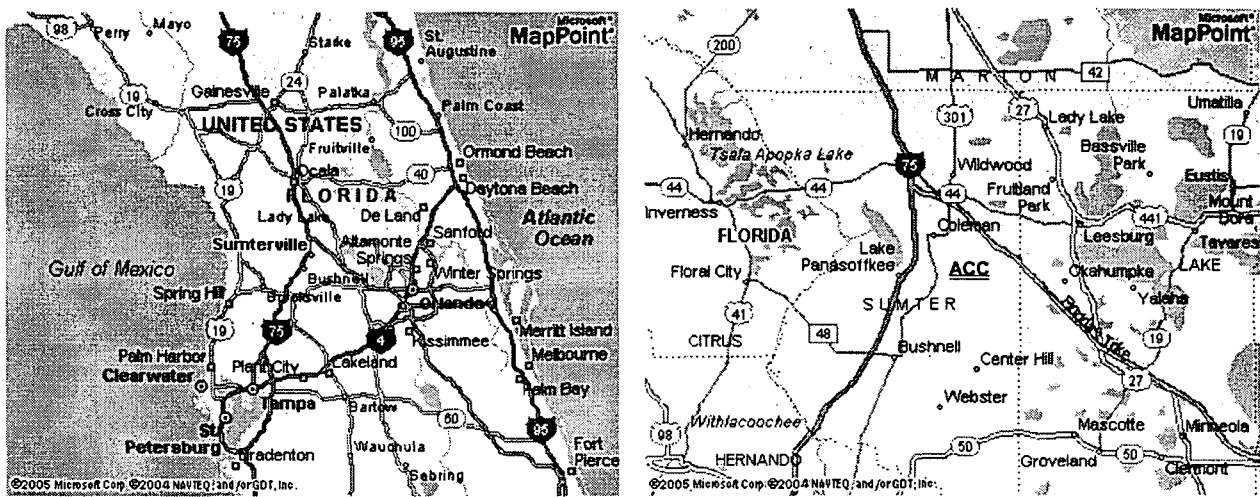 Microsoft®
MapPoint®
98
Perry
Mayo
75
Starke
95
St.
Augustine
24
Gainesville
Palatka
19
Cross City
Palm Coast
UNITED STATES
100
Fruitville
Ormond Beach
Ocala
40
19
FLORIDA
Daytona Beach
De Land
Lady Lake
Atlantic
Ocean
Sumterville
Altamonte
Springs
Sanford
Gulf of Mexico
Bushnell
Winter Springs
Spring Hill
Brooksville
Orlando
19
75
4
Merritt Island
Kissimmee
Palm Harbor
Plant City
Lakeland
Melbourne
Clearwater
Palm Bay
Tampa
Bartow
60
St.
Petersburg
Wauchula
95
Bradenton
Sebring
Fort
Pierce
©2005 Microsoft Corp ©2004 NAVTEQ, and/or GDT, Inc.
Microsoft®
MapPoint®
200
MARION
42
27
Umatilla
301
Lady Lake
Hernando
Tsala Apopka Lake
19
Bassville
Park
75
Wildwood
44
44
44
Fruitland
Park
Eustis
Inverness
441
Mount
Dora
FLORIDA
Coleman
Leesburg
Tavares
Lake
Panasoffkee
ACC
Okahumpka
LAKE
Floral City
Yalaha
SUMTER
41
48
19
CITRUS
Bushnell
Center Hill
27
Webster
Withlacoochee
98
Mascotte
Minneola
HERNAND
50
50
Groveland
Clermont
©2005 Microsoft Corp ©2004 NAVTEQ, and/or GDT, Inc.